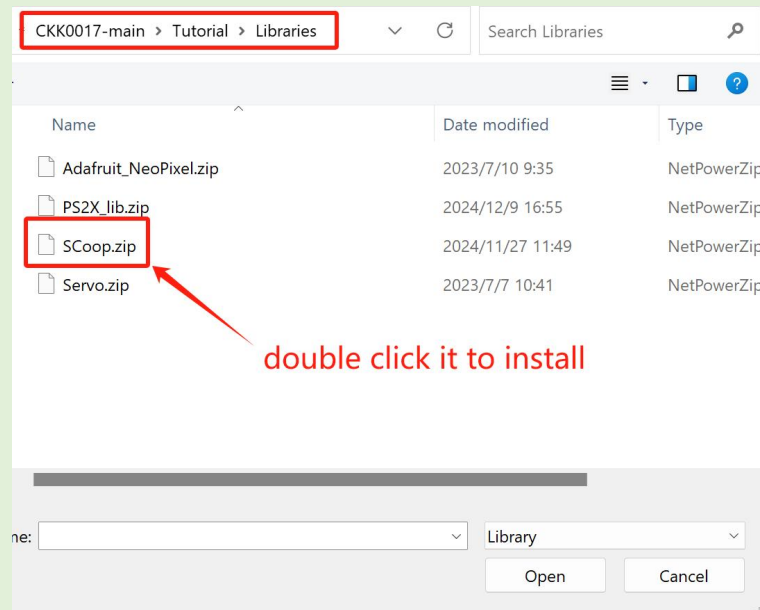 CKK0017-main > Tutorial > Libraries Search Libraries
Name Date modified Type
Adafruit_NeoPixel.zip 2023/7/10 9:35 NetPowerZip
PS2X_lib.zip 2024/12/9 16:55 NetPowerZip
SCoop.zip 2024/11/27 11:49 NetPowerZip
Servo.zip 2023/7/7 10:41 NetPowerZip
double click it to install
ne: Library
Open Cancel